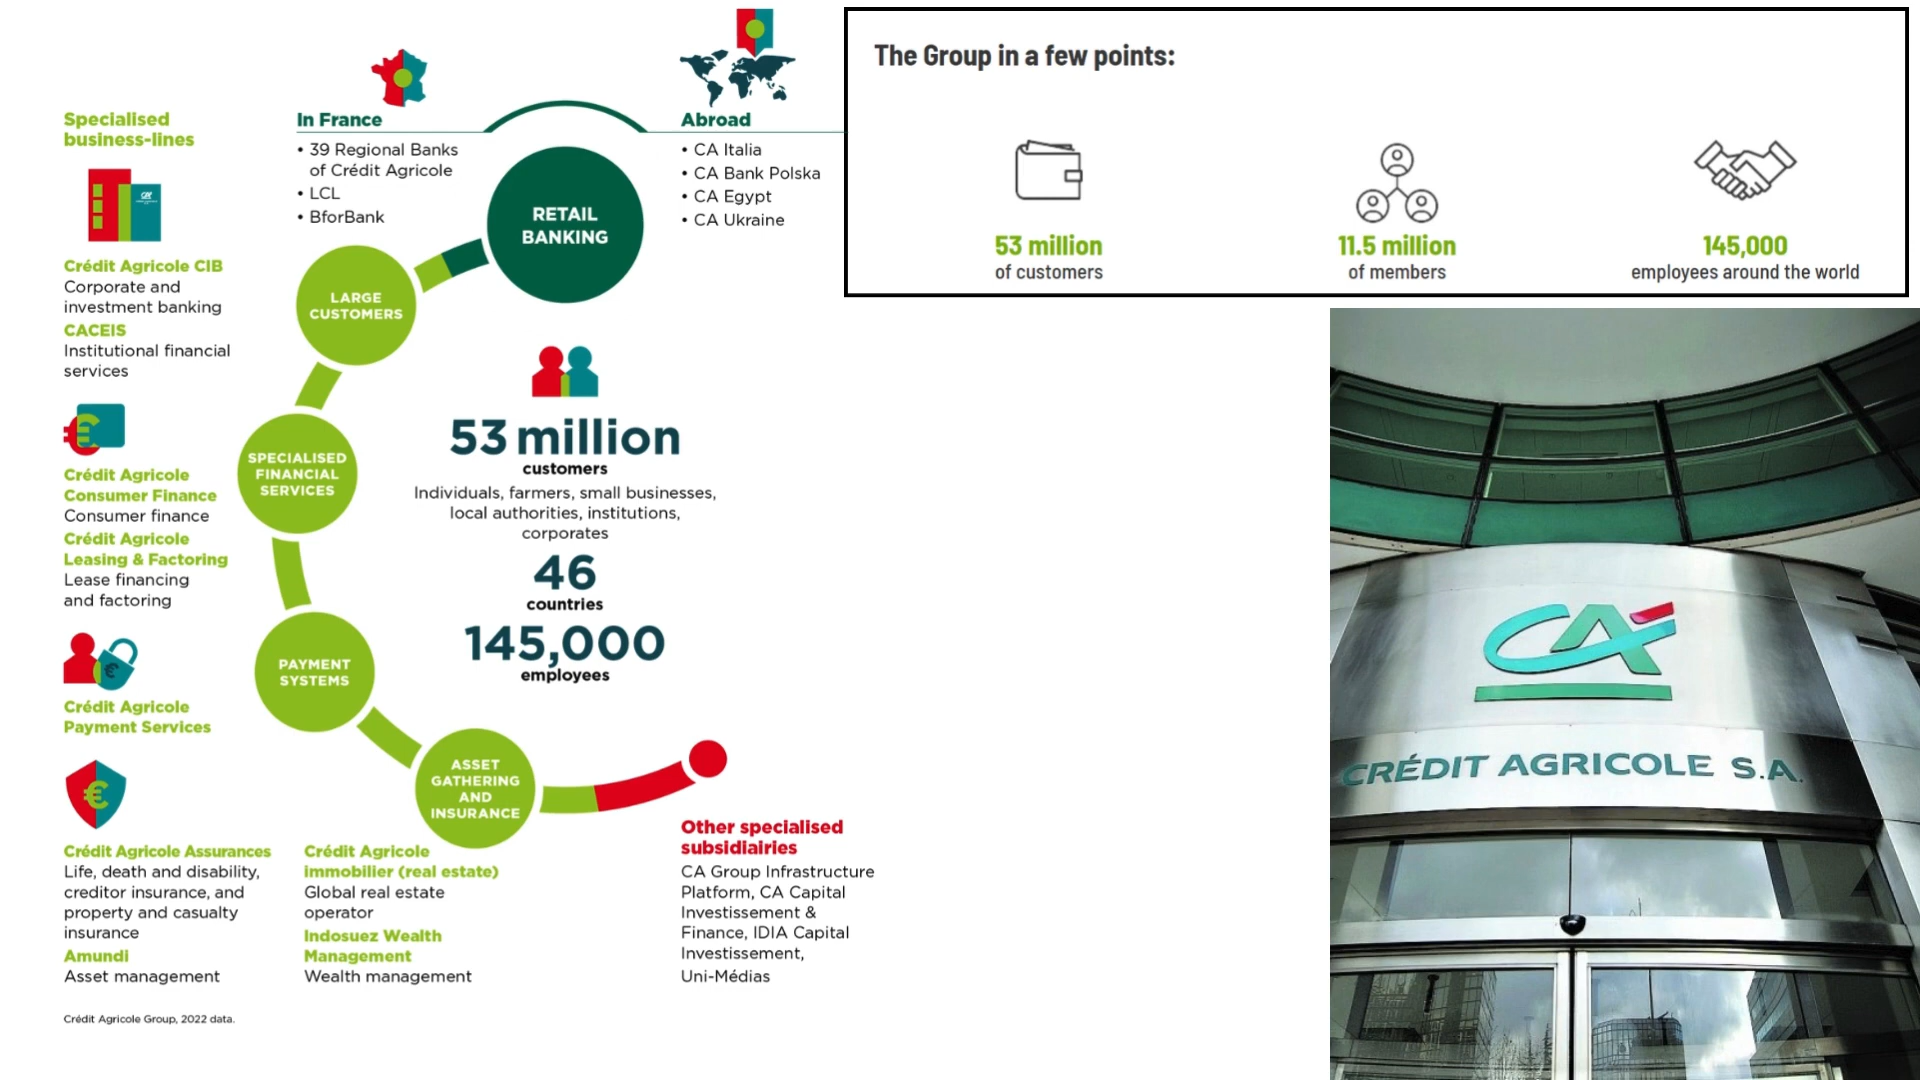 Specialised
business-lines
Crédit Agricole CIB
Corporate and
investment banking
CACEIS
Institutional financial
services
Crédit Agricole
Consumer Finance
Consumer finance
Crédit Agricole
Leasing & Factoring
Lease financing
and factoring
Crédit Agricole
Payment Services
Crédit Agricole Assurances
Life, death and disability,
creditor insurance, and
property and casualty
insurance
Amundi
Asset management
Crédit Agricole
immobilier (real estate)
Global real estate
operator
Indosuez Wealth
Management
Wealth management
In France
• 39 Regional Banks
of Crédit Agricole
• LCL
• BforBank
Abroad
• CA Italia
• CA Bank Polska
• CA Egypt
• CA Ukraine
RETAIL
BANKING
LARGE
CUSTOMERS
SPECIALISED
FINANCIAL
SERVICES
PAYMENT
SYSTEMS
ASSET
GATHERING
AND
INSURANCE
53 million
customers
Individuals, farmers, small businesses,
local authorities, institutions,
corporates
46
countries
145,000
employees
Other specialised
subsidiairies
CA Group Infrastructure
Platform, CA Capital
Investissement &
Finance, IDIA Capital
Investissement,
Uni-Médias
Crédit Agricole Group, 2022 data.
The Group in a few points:
53 million
of customers
11.5 million
of members
145,000
employees around the world
CA
CRÉDIT AGRICOLE S.A.